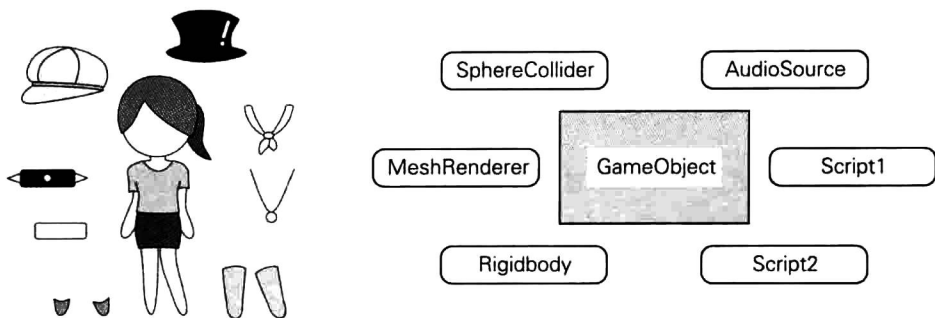 SphereCollider
AudioSource
MeshRenderer
GameObject
Script1
Rigidbody
Script2